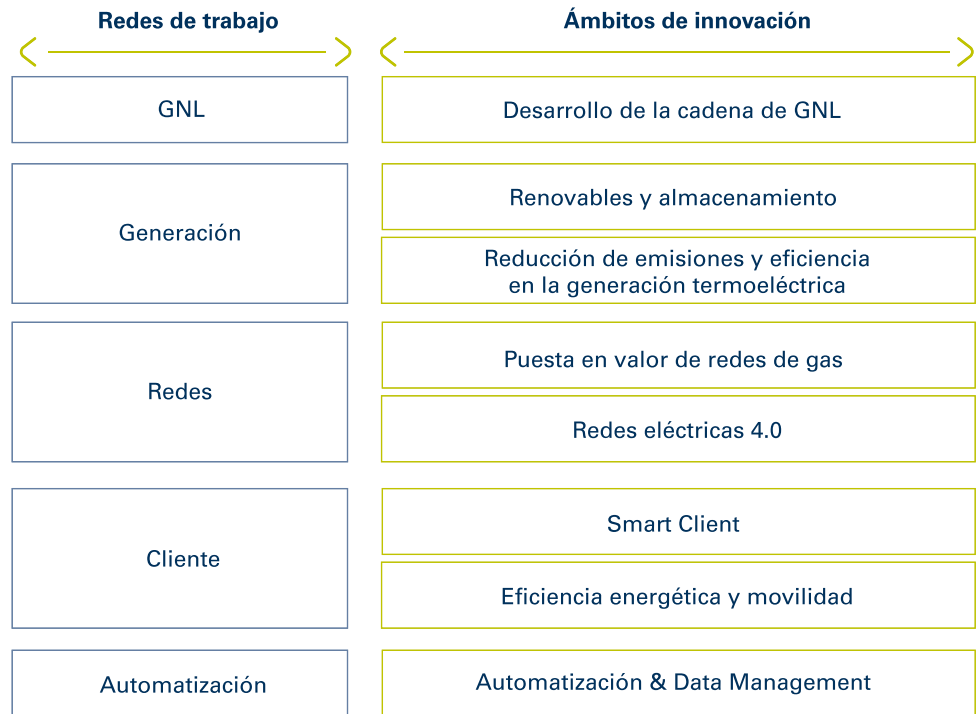 Redes de trabajo
Ámbitos de innovación
GNL
Desarrollo de la cadena de GNL
Generación
Renovables y almacenamiento
Reducción de emisiones y eficiencia
en la generación termoeléctrica
Redes
Puesta en valor de redes de gas
Redes eléctricas 4.0
Cliente
Smart Client
Eficiencia energética y movilidad
Automatización
Automatización & Data Management